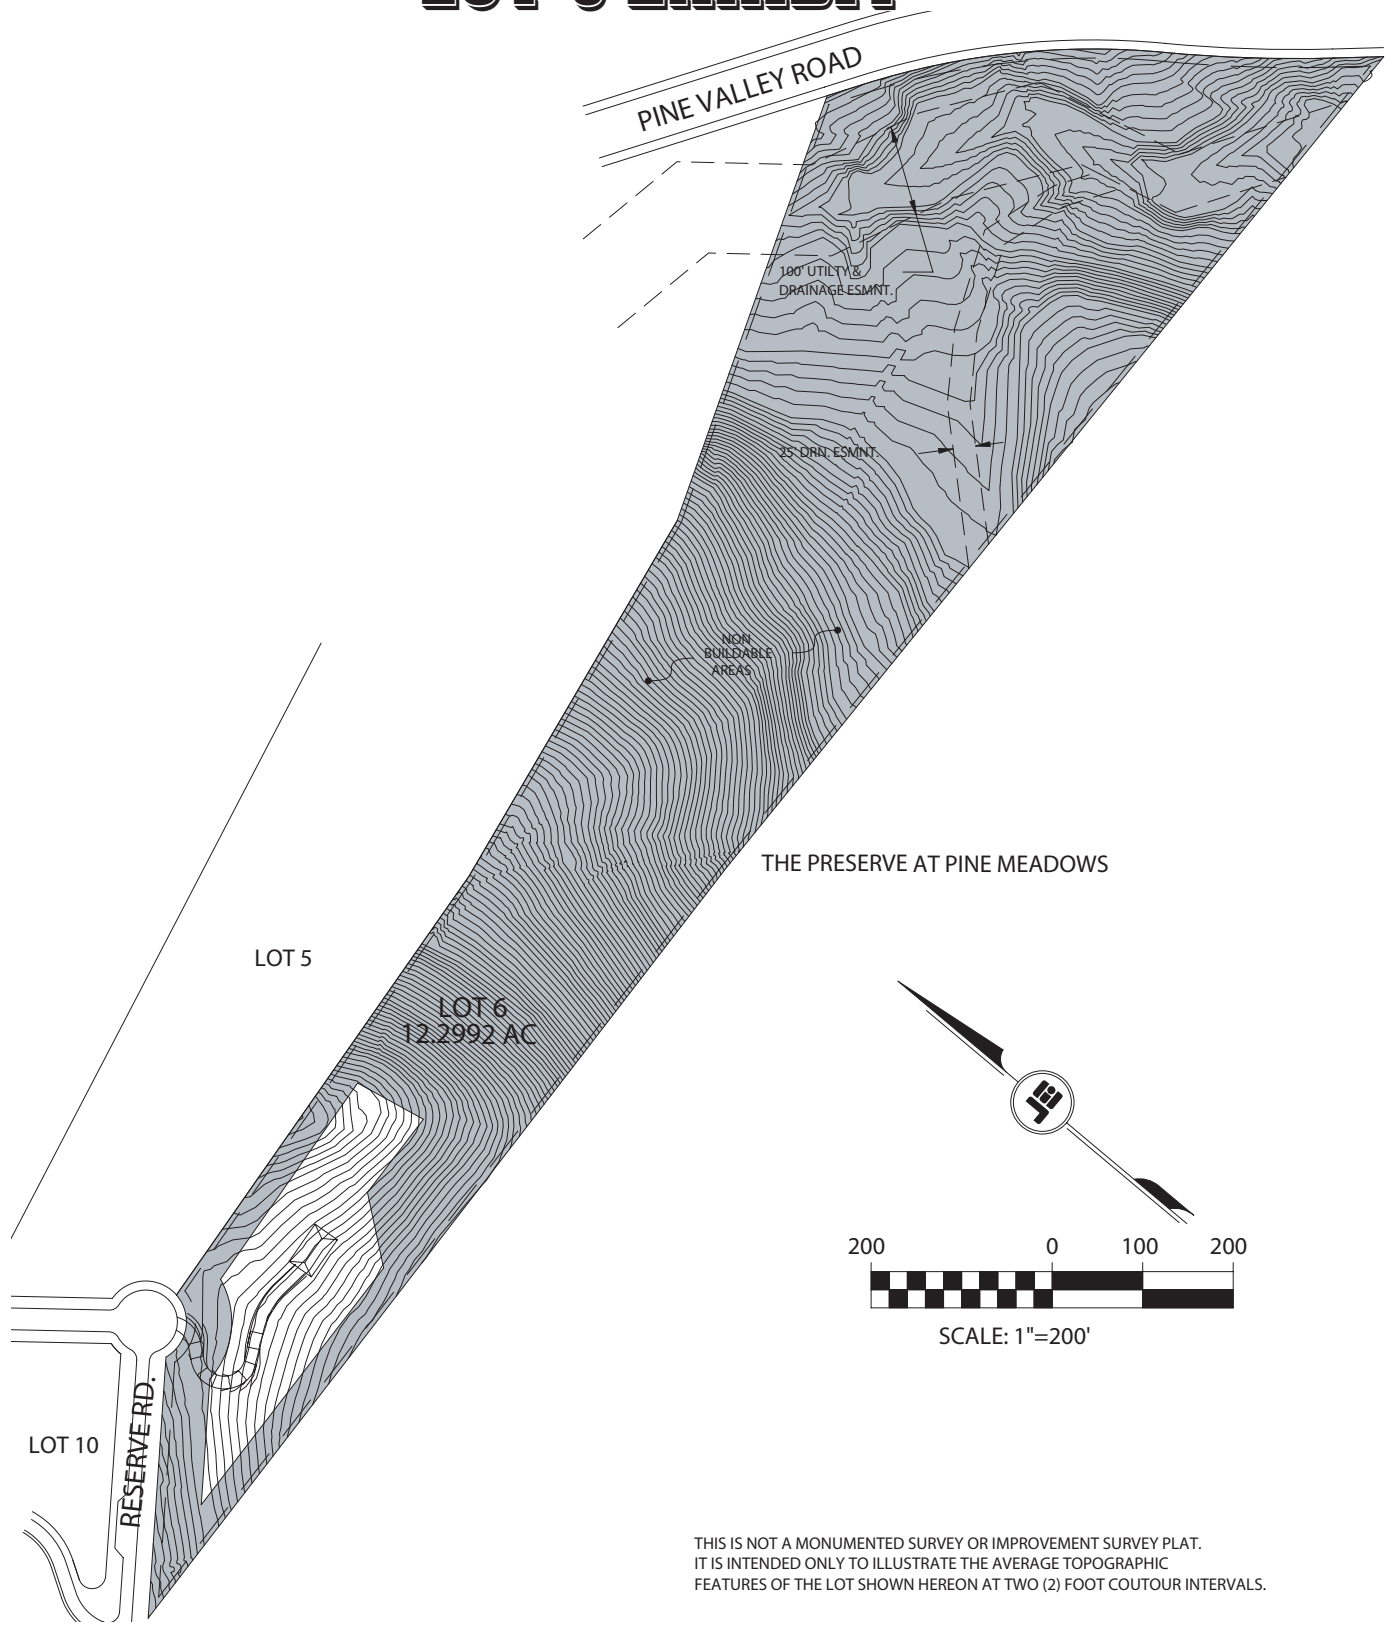 PINE VALLEY ROAD
100' UTILTY &
DRAINAGE ESMNT.
25' DRN. ESMNT.
NON
BUILDABLE
AREAS
THE PRESERVE AT PINE MEADOWS
LOT 5
LOT 6
12.2992 AC
200 0 100 200
SCALE: 1"=200'
RESERVE RD.
LOT 10
THIS IS NOT A MONUMENTED SURVEY OR IMPROVEMENT SURVEY PLAT.
IT IS INTENDED ONLY TO ILLUSTRATE THE AVERAGE TOPOGRAPHIC
FEATURES OF THE LOT SHOWN HEREON AT TWO (2) FOOT COUTOUR INTERVALS.